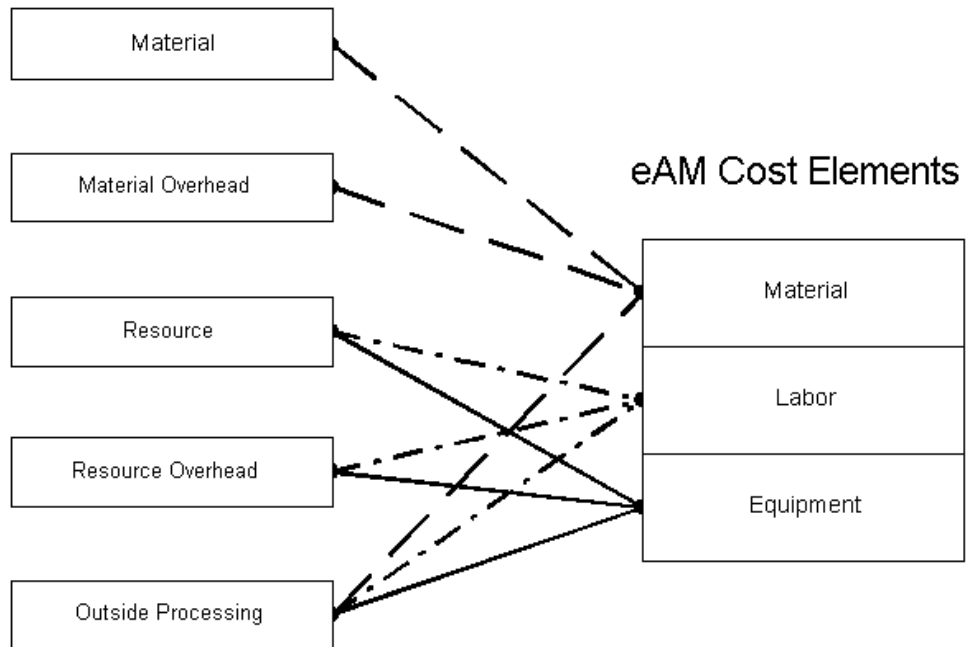 Material
Material Overhead
Resource
Resource Overhead
Outside Processing
eAM Cost Elements
Material
Labor
Equipment